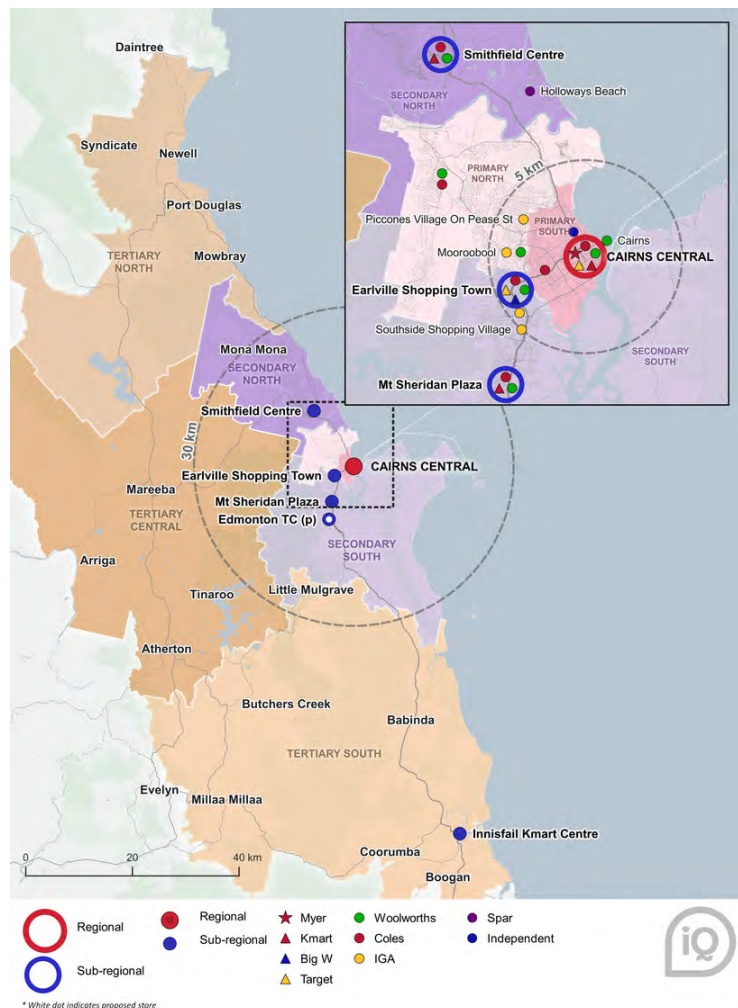 Daintree
Syndicate
Newell
Port Douglas
TERTIARY
NORTH
Mowbray
Mona Mona
SECONDARY
NORTH
Smithfield Centre
30 km
CAIRNS CENTRAL
Earlville Shopping Town
Mareeba
Mt Sheridan Plaza
TERTIARY
CENTRAL
Edmonton TC (p)
SECONDARY
SOUTH
Arriga
Tinaroo
Little Mulgrave
Atherton
Butchers Creek
Babinda
TERTIARY SOUTH
Evelyn
Millaa Millaa
Innisfail Kmart Centre
Coorumba
Boogan
0 20 40 km
Smithfield Centre
SECONDARY
NORTH
Holloways Beach
5 km
PRIMARY
NORTH
Piccones Village On Pease St
PRIMARY
SOUTH
Cairns
Mooroobool
CAIRNS CENTRAL
Earlville Shopping Town
Southside Shopping Village
SECONDARY
SOUTH
Mt Sheridan Plaza
Regional
Sub-regional
Regional
Sub-regional
Myer
Kmart
Big W
Target
Woolworths
Coles
IGA
Spar
Independent
iQ
* White dot indicates proposed store